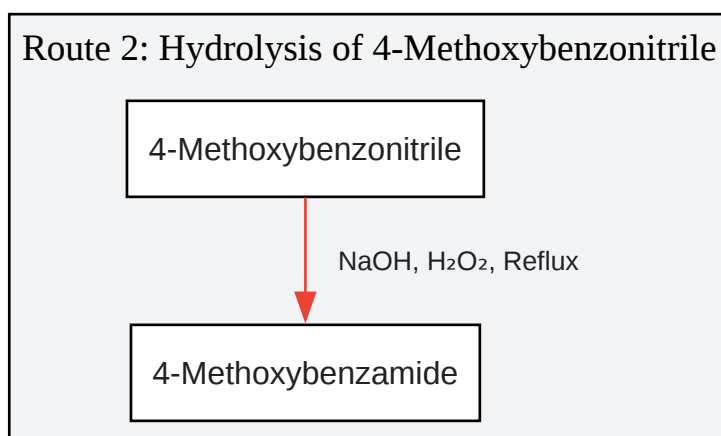 Route 2: Hydrolysis of 4-Methoxybenzonitrile
4-Methoxybenzonitrile
NaOH, H₂O₂, Reflux
4-Methoxybenzamide